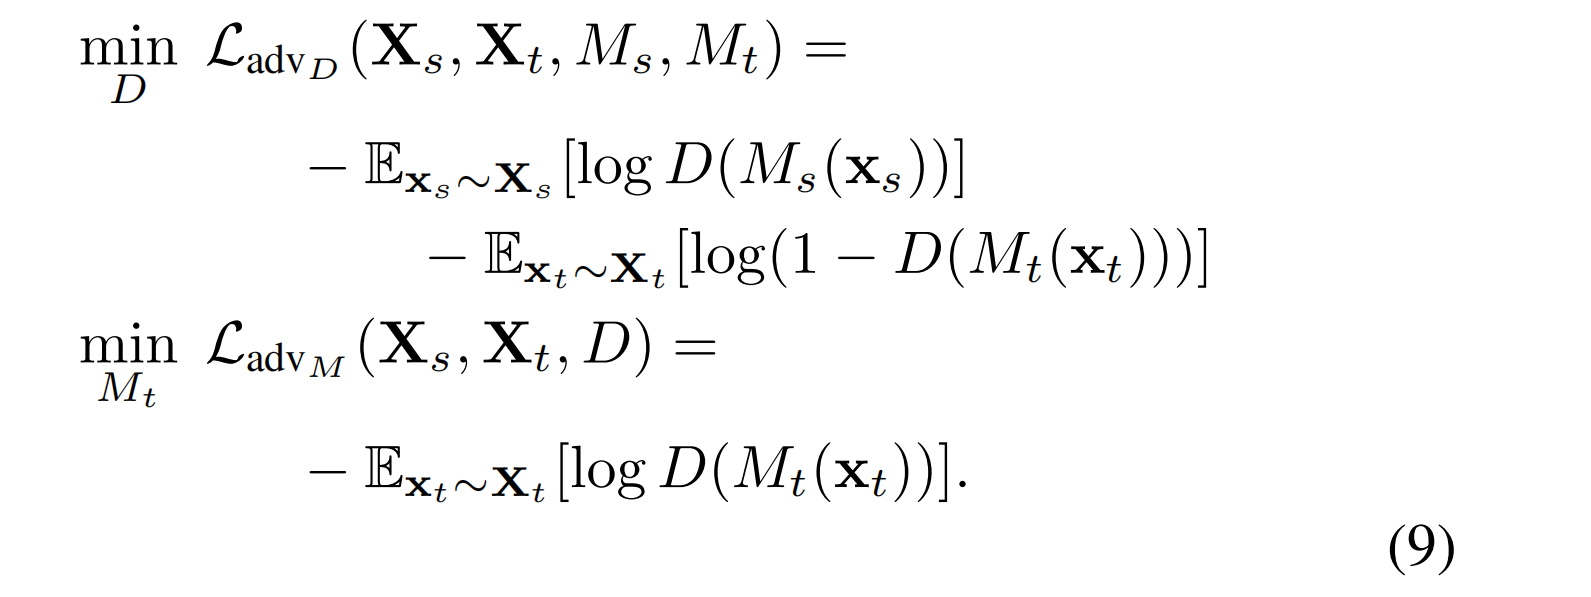 min_D ℒ_{adv_D}(𝐗_s, 𝐗_t, M_s, M_t) =
− 𝔼_{𝐱_s∼𝐗_s}[log D(M_s(𝐱_s))]
− 𝔼_{𝐱_t∼𝐗_t}[log(1 − D(M_t(𝐱_t)))]
min_{M_t} ℒ_{adv_M}(𝐗_s, 𝐗_t, D) =
− 𝔼_{𝐱_t∼𝐗_t}[log D(M_t(𝐱_t))].
(9)